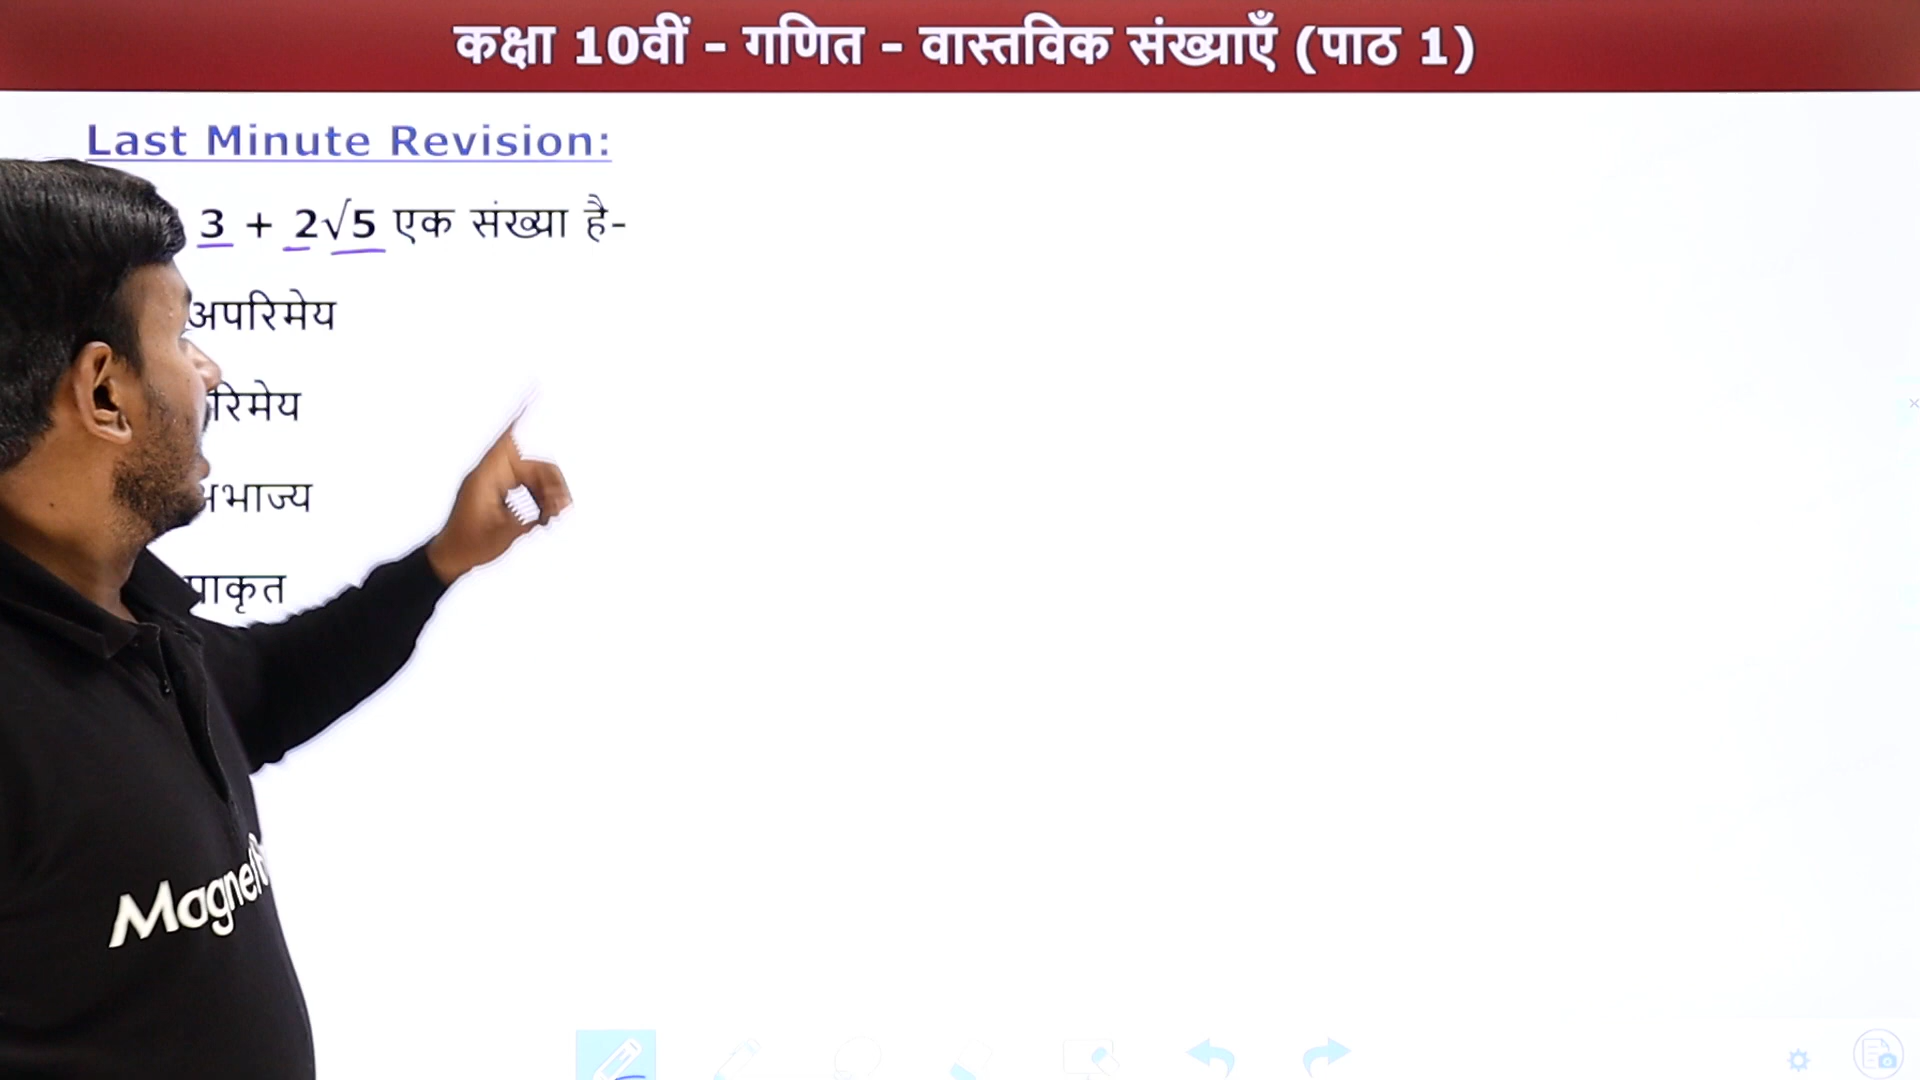 कक्षा 10वीं - गणित - वास्तविक संख्याएँ (पाठ 1)
Last Minute Revision:
3 + 2√5 एक संख्या है-
अपरिमेय
रिमेय
भाज्य
ाकृत
Magnet